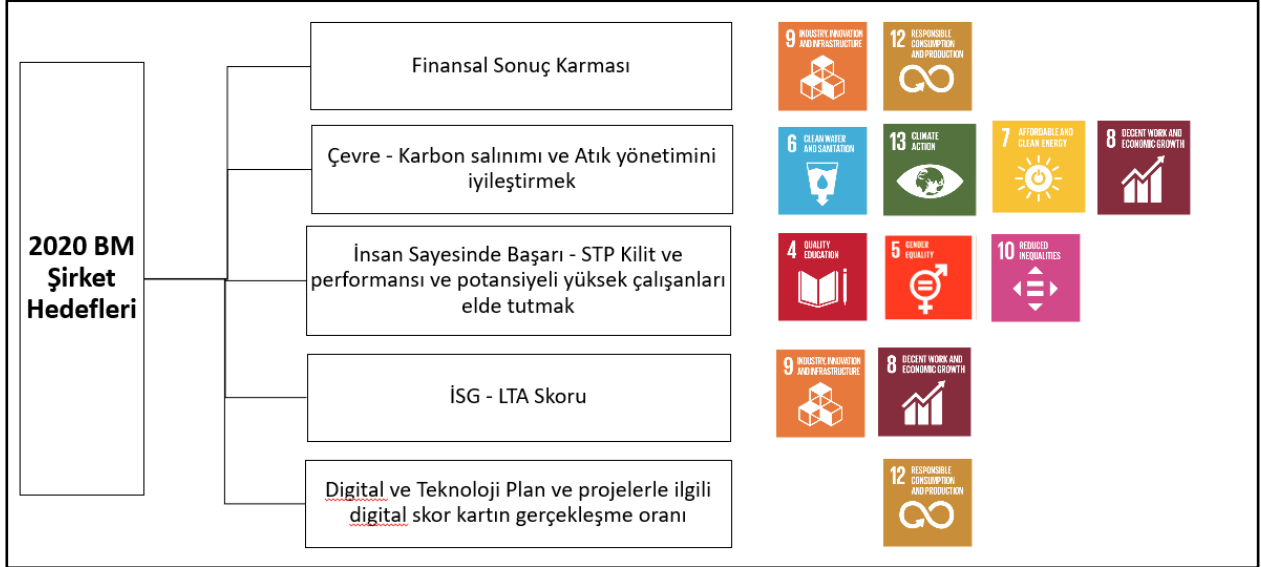 2020 BM
Şirket
Hedefleri
Finansal Sonuç Karması
9 INDUSTRY, INNOVATION
AND INFRASTRUCTURE
12 RESPONSIBLE
CONSUMPTION
AND PRODUCTION
Çevre - Karbon salınımı ve Atık yönetimini
iyileştirmek
6 CLEAN WATER
AND SANITATION
13 CLIMATE
ACTION
7 AFFORDABLE AND
CLEAN ENERGY
8 DECENT WORK AND
ECONOMIC GROWTH
İnsan Sayesinde Başarı - STP Kilit ve
performansı ve potansiyeli yüksek çalışanları
elde tutmak
4 QUALITY
EDUCATION
5 GENDER
EQUALITY
10 REDUCED
INEQUALITIES
İSG - LTA Skoru
9 INDUSTRY, INNOVATION
AND INFRASTRUCTURE
8 DECENT WORK AND
ECONOMIC GROWTH
Digital ve Teknoloji Plan ve projelerle ilgili
digital skor kartın gerçekleşme oranı
12 RESPONSIBLE
CONSUMPTION
AND PRODUCTION